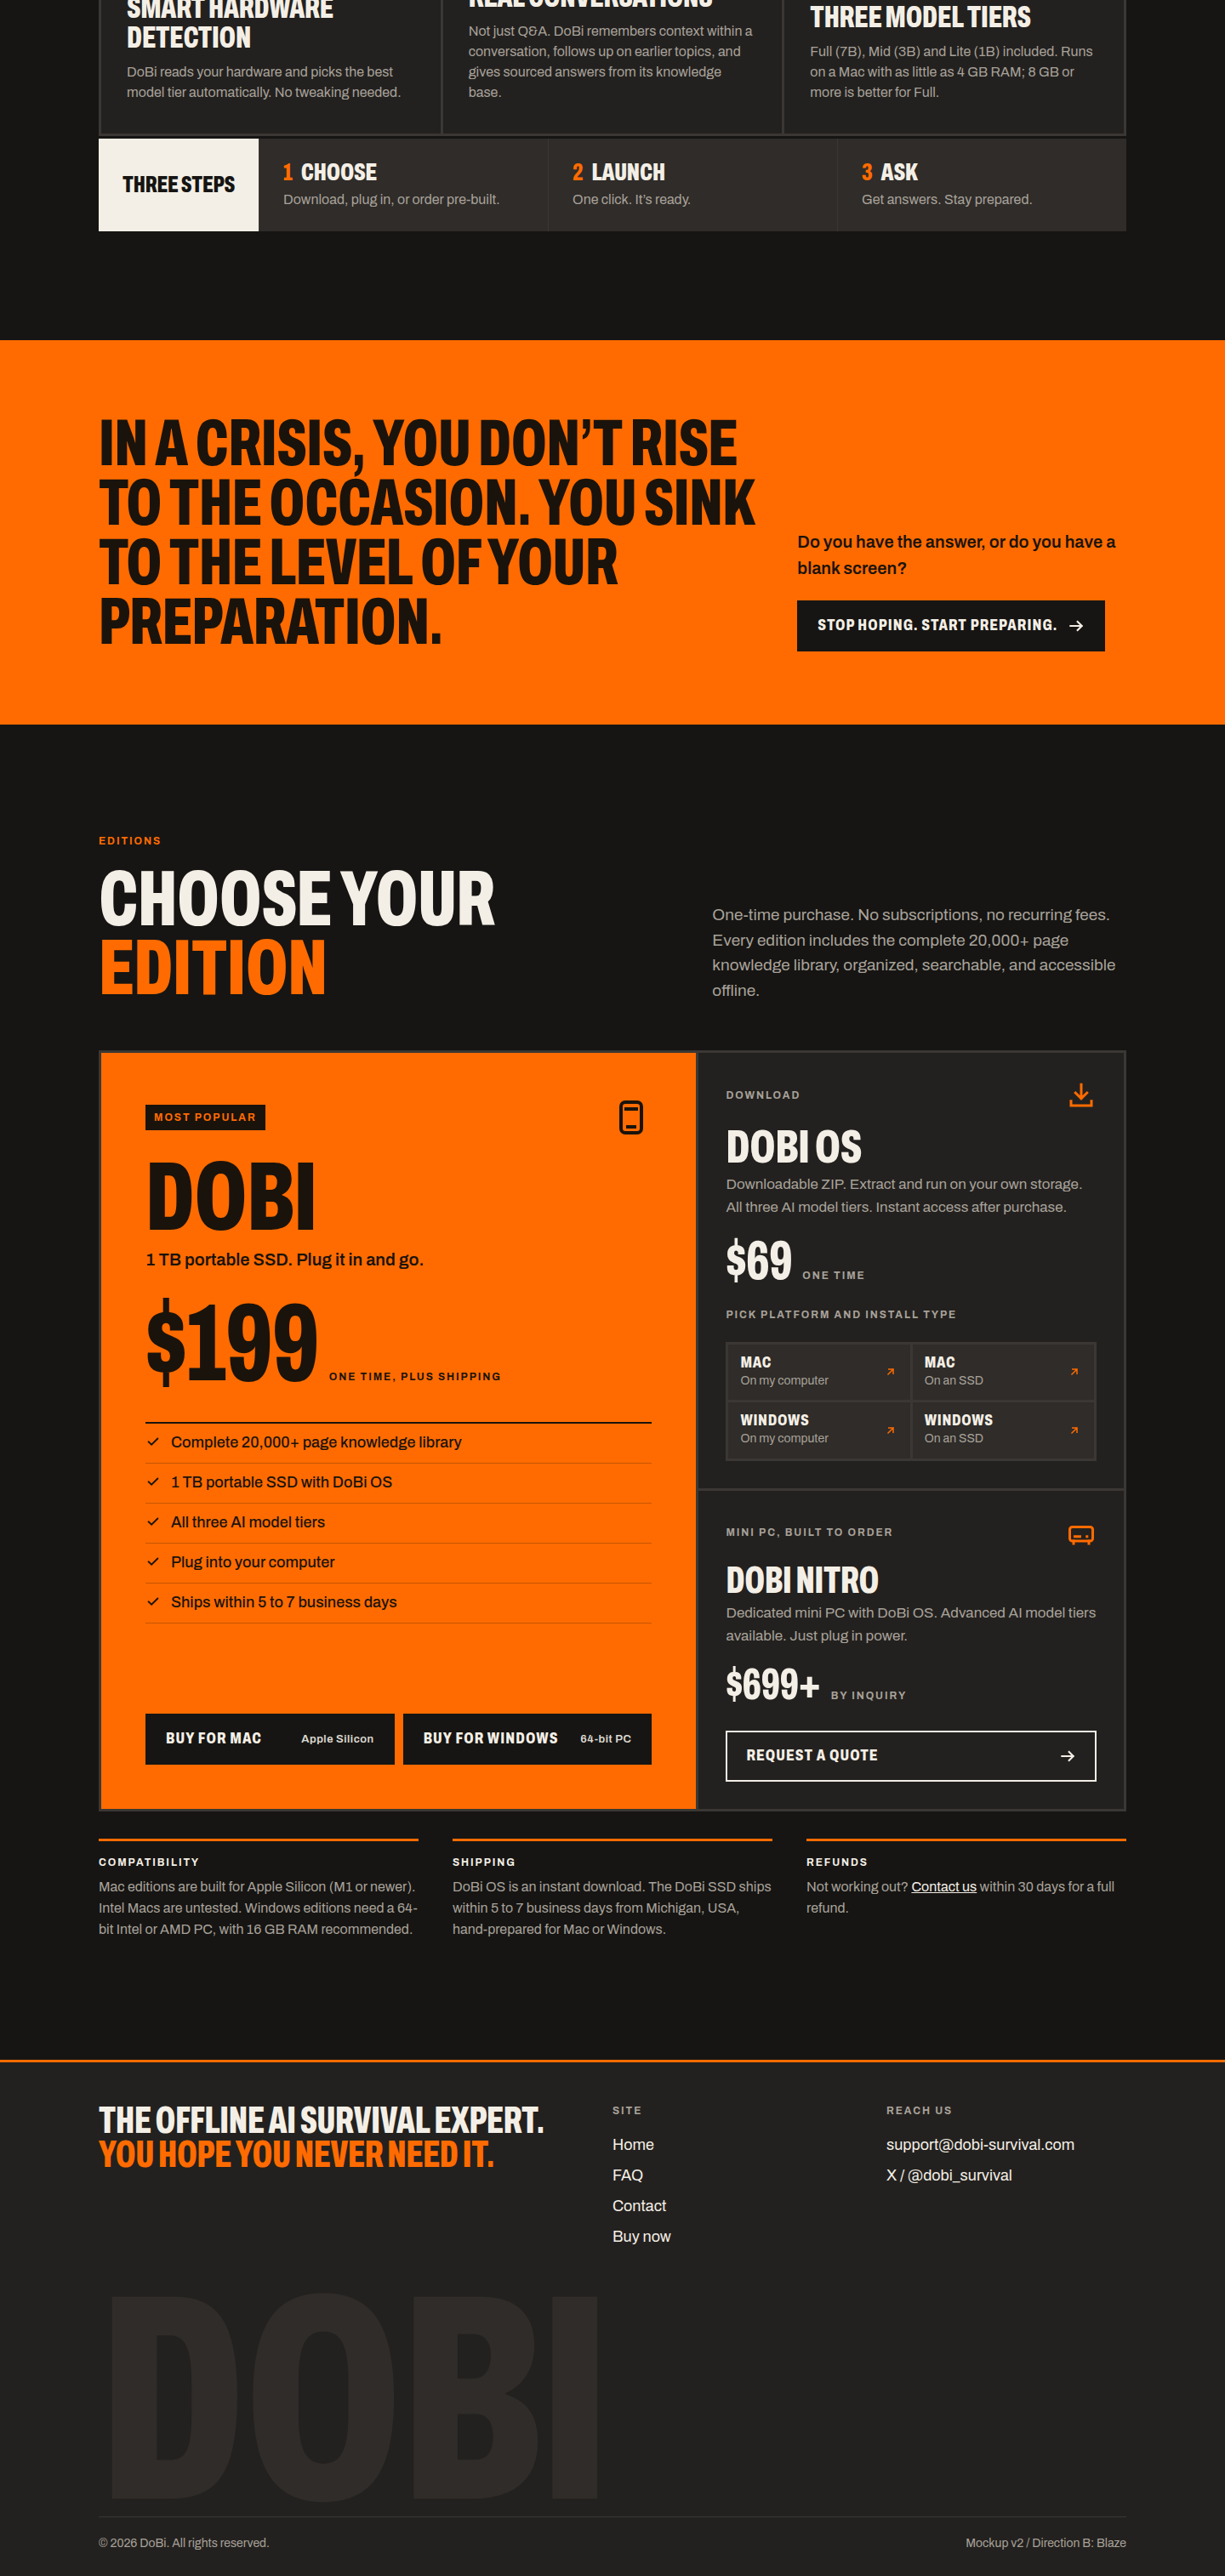 SMART HARDWARE
DETECTION
DoBi reads your hardware and picks the best
model tier automatically. No tweaking needed.
REAL CONVERSATIONS
Not just Q&A. DoBi remembers context within a
conversation, follows up on earlier topics, and
gives sourced answers from its knowledge
base.
THREE MODEL TIERS
Full (7B), Mid (3B) and Lite (1B) included. Runs
on a Mac with as little as 4 GB RAM; 8 GB or
more is better for Full.
THREE STEPS
1 CHOOSE
Download, plug in, or order pre-built.
2 LAUNCH
One click. It’s ready.
3 ASK
Get answers. Stay prepared.
IN A CRISIS, YOU DON’T RISE
TO THE OCCASION. YOU SINK
TO THE LEVEL OF YOUR
PREPARATION.
Do you have the answer, or do you have a
blank screen?
STOP HOPING. START PREPARING.
EDITIONS
CHOOSE YOUR
EDITION
One-time purchase. No subscriptions, no recurring fees.
Every edition includes the complete 20,000+ page
knowledge library, organized, searchable, and accessible
offline.
MOST POPULAR
DOBI
1 TB portable SSD. Plug it in and go.
$199 ONE TIME, PLUS SHIPPING
Complete 20,000+ page knowledge library
1 TB portable SSD with DoBi OS
All three AI model tiers
Plug into your computer
Ships within 5 to 7 business days
BUY FOR MAC Apple Silicon
BUY FOR WINDOWS 64-bit PC
DOWNLOAD
DOBI OS
Downloadable ZIP. Extract and run on your own storage.
All three AI model tiers. Instant access after purchase.
$69 ONE TIME
PICK PLATFORM AND INSTALL TYPE
MAC
On my computer
MAC
On an SSD
WINDOWS
On my computer
WINDOWS
On an SSD
MINI PC, BUILT TO ORDER
DOBI NITRO
Dedicated mini PC with DoBi OS. Advanced AI model tiers
available. Just plug in power.
$699+ BY INQUIRY
REQUEST A QUOTE
COMPATIBILITY
Mac editions are built for Apple Silicon (M1 or newer).
Intel Macs are untested. Windows editions need a 64-
bit Intel or AMD PC, with 16 GB RAM recommended.
SHIPPING
DoBi OS is an instant download. The DoBi SSD ships
within 5 to 7 business days from Michigan, USA,
hand-prepared for Mac or Windows.
REFUNDS
Not working out? Contact us within 30 days for a full
refund.
THE OFFLINE AI SURVIVAL EXPERT.
YOU HOPE YOU NEVER NEED IT.
SITE
Home
FAQ
Contact
Buy now
REACH US
support@dobi-survival.com
X / @dobi_survival
DOBI
© 2026 DoBi. All rights reserved.
Mockup v2 / Direction B: Blaze